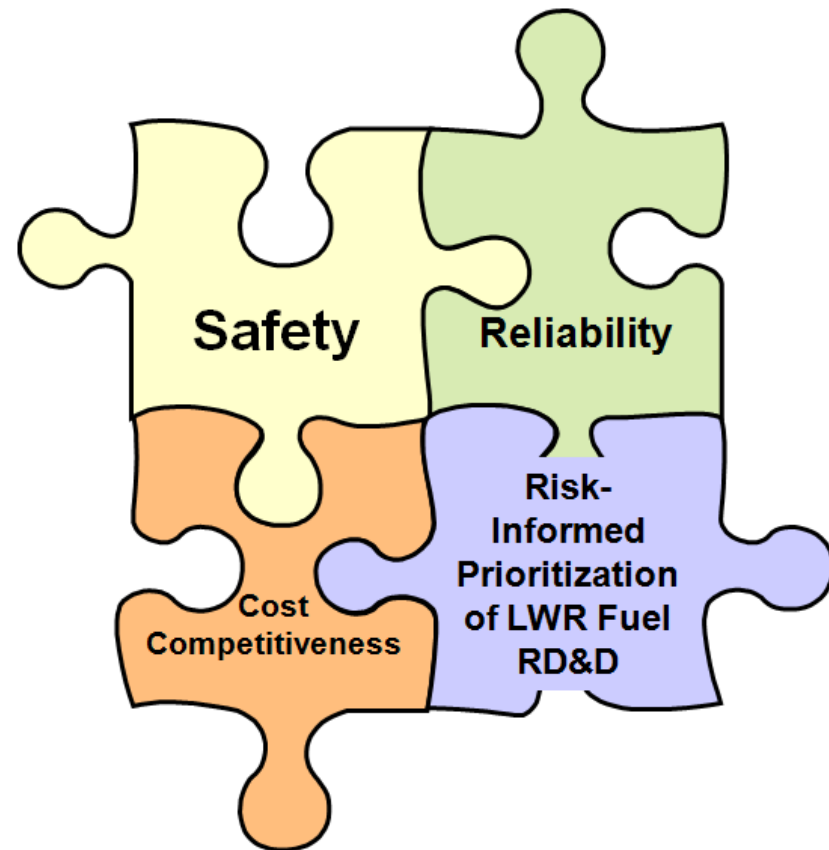 Safety
Reliability
Cost
Competitiveness
Risk-
Informed
Prioritization
of LWR Fuel
RD&D